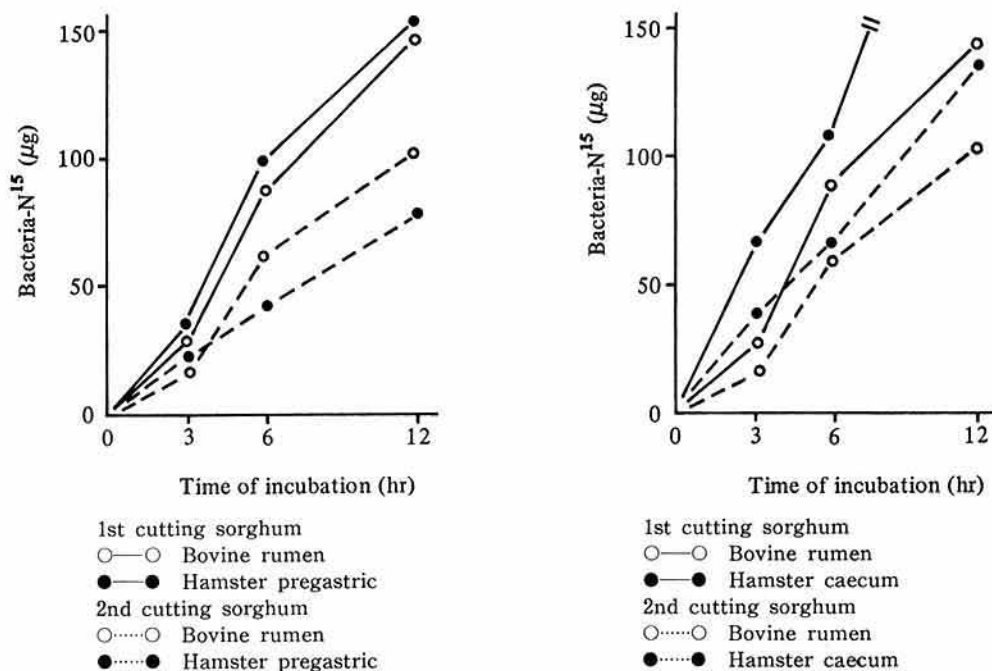 150
100
50
0
Bacteria-N¹⁵ (μg)
0 3 6 12
Time of incubation (hr)
1st cutting sorghum
○—○ Bovine rumen
●—● Hamster pregastric
2nd cutting sorghum
○·····○ Bovine rumen
●·····● Hamster pregastric
150
100
50
0
Bacteria-N¹⁵ (μg)
0 3 6 12
Time of incubation (hr)
1st cutting sorghum
○—○ Bovine rumen
●—● Hamster caecum
2nd cutting sorghum
○·····○ Bovine rumen
●·····● Hamster caecum